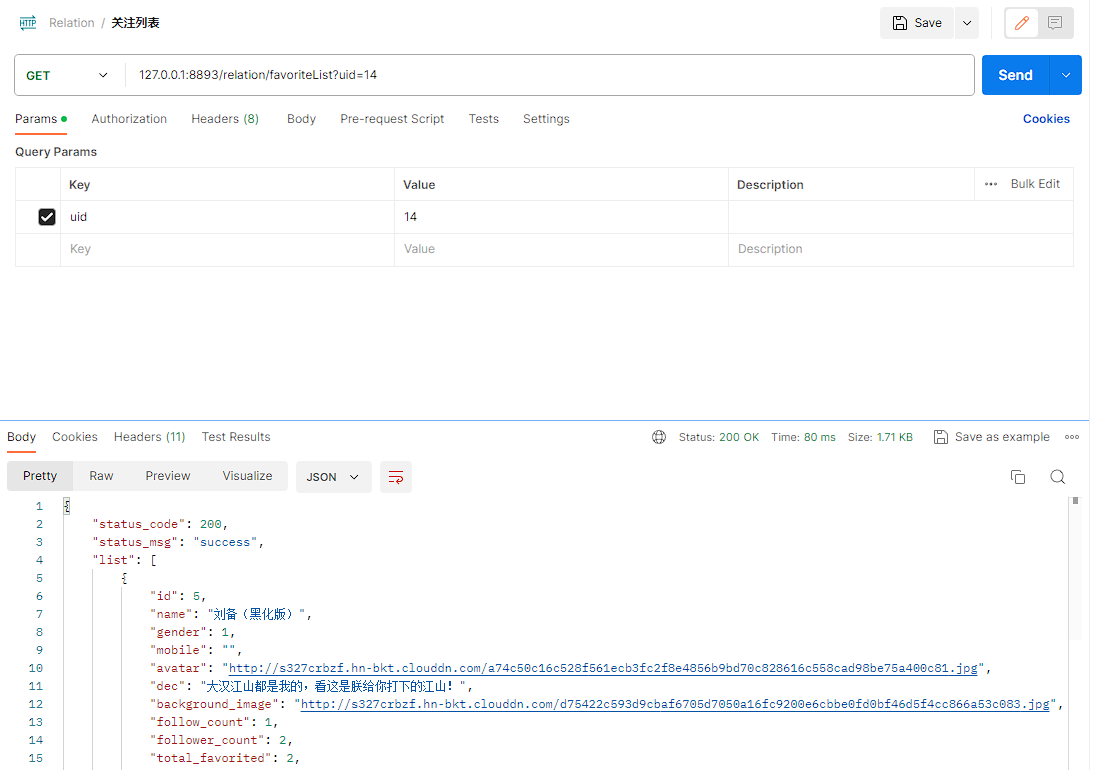 HTTP Relation / 关注列表 Save
GET 127.0.0.1:8893/relation/favoriteList?uid=14 Send
Params Authorization Headers (8) Body Pre-request Script Tests Settings Cookies
Query Params
Key Value Description ••• Bulk Edit
uid 14
Key Value Description
Body Cookies Headers (11) Test Results Status: 200 OK Time: 80 ms Size: 1.71 KB Save as example
Pretty Raw Preview Visualize JSON
1 {
2 "status_code": 200,
3 "status_msg": "success",
4 "list": [
5 {
6 "id": 5,
7 "name": "刘备（黑化版）",
8 "gender": 1,
9 "mobile": "",
10 "avatar": "http://s327crbzf.hn-bkt.clouddn.com/a74c50c16c528f561ecb3fc2f8e4856b9bd70c828616c558cad98be75a400c81.jpg",
11 "dec": "大汉江山都是我的，看这是朕给你打下的江山！",
12 "background_image": "http://s327crbzf.hn-bkt.clouddn.com/d75422c593d9cbaf6705d7050a16fc9200e6cbbe0fd0bf46d5f4cc866a53c083.jpg",
13 "follow_count": 1,
14 "follower_count": 2,
15 "total_favorited": 2,